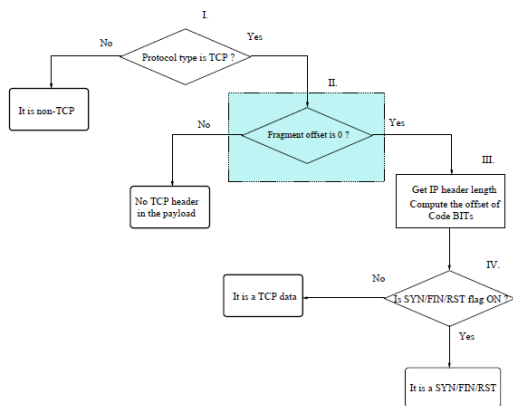 I.
No
Yes
Protocol type is TCP ?
II.
It is non-TCP
No
Fragment offset is 0 ?
Yes
III.
No TCP header
in the payload
Get IP header length
Compute the offset of
Code BITs
IV.
No
It is a TCP data
Is SYN/FIN/RST flag ON ?
Yes
It is a SYN/FIN/RST